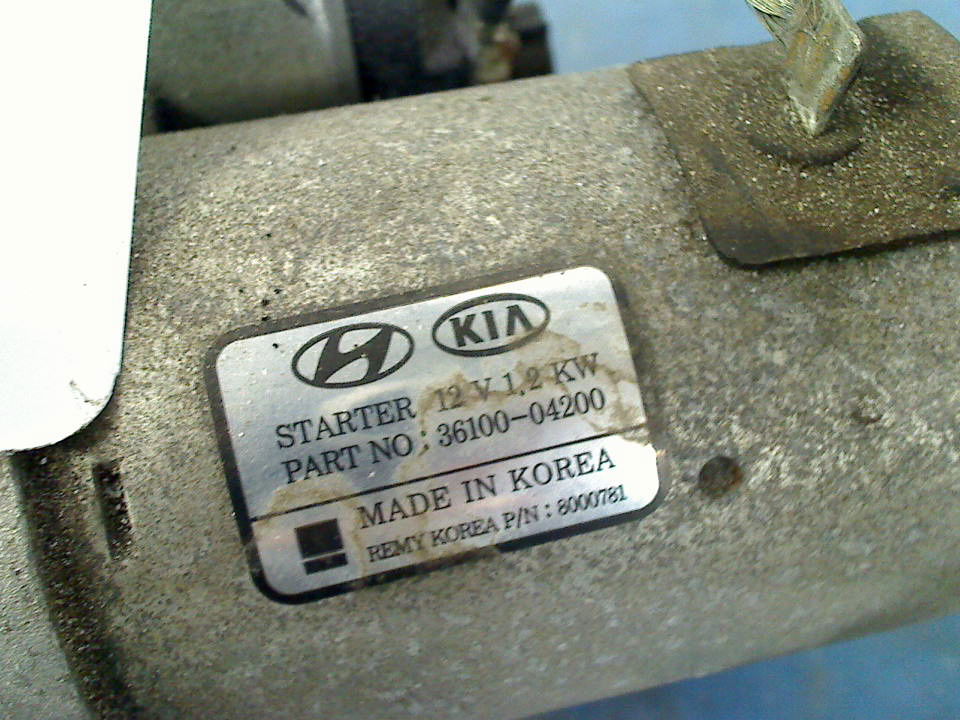 KIA
STARTER 12 V 1.2 KW
PART NO : 36100-04200
MADE IN KOREA
REMY KOREA P/N : 8000781